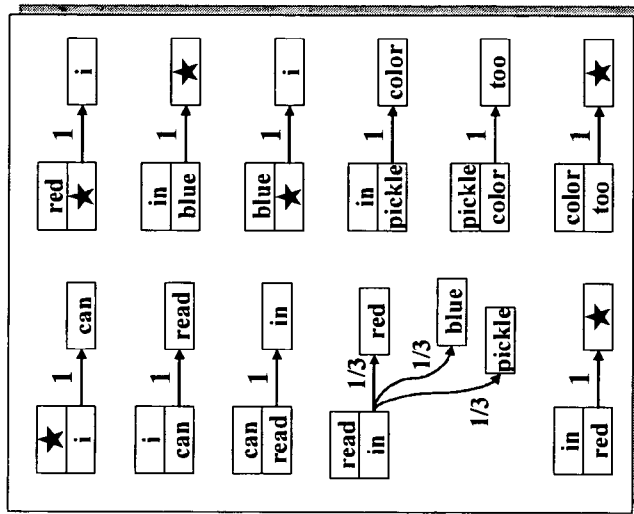 ★
i
1
can
i
can
1
read
can
read
1
in
read
in
1/3
red
1/3
blue
1/3
pickle
in
red
1
★
red
★
1
i
in
blue
1
★
blue
★
1
i
in
pickle
1
color
pickle
color
1
too
color
too
1
★